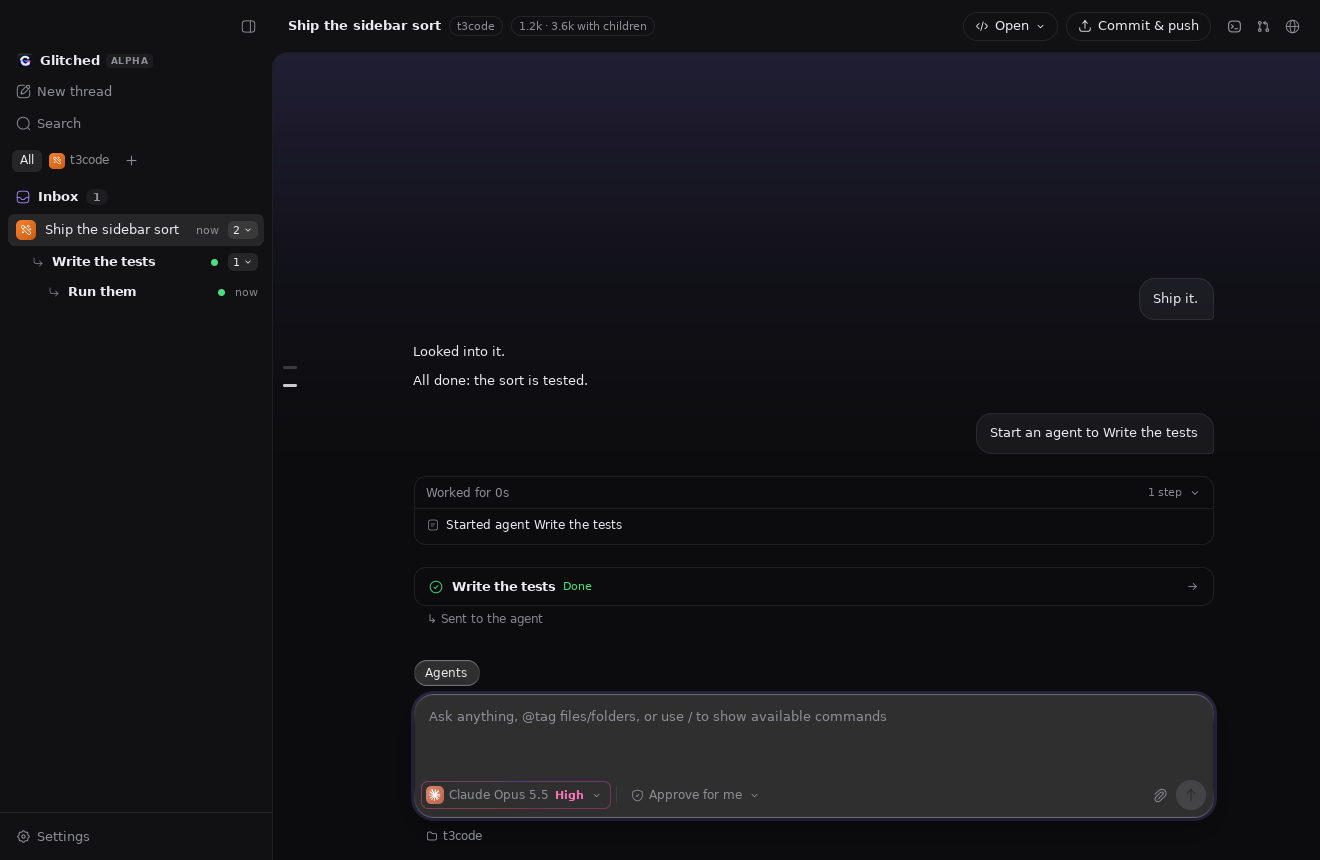 Ship the sidebar sort
t3code
1.2k · 3.6k with children
Open
Commit & push
Glitched
ALPHA
New thread
Search
All
t3code
Inbox
1
Ship the sidebar sort
now
2
Write the tests
1
Run them
now
Settings
Ship it.
Looked into it.
All done: the sort is tested.
Start an agent to Write the tests
Worked for 0s
1 step
Started agent Write the tests
Write the tests
Done
↳ Sent to the agent
Agents
Ask anything, @tag files/folders, or use / to show available commands
Claude Opus 5.5
High
Approve for me
t3code